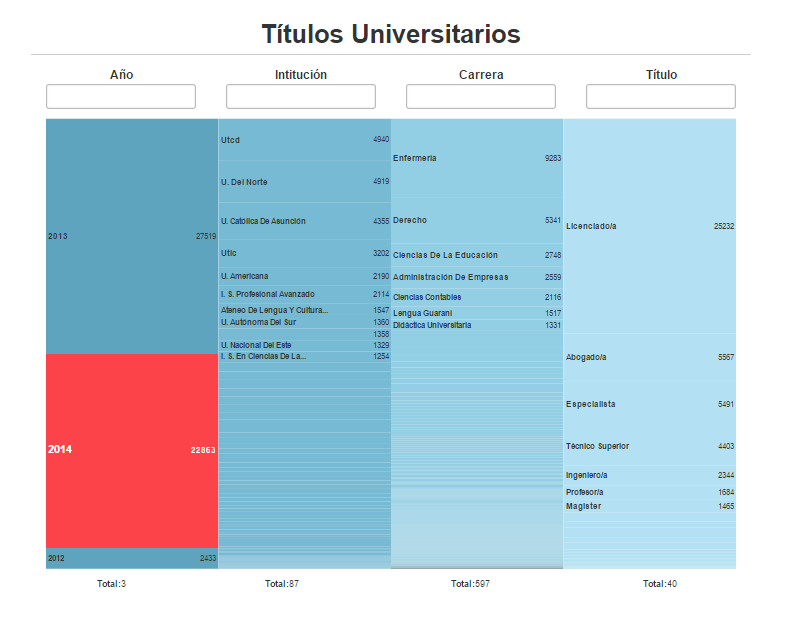 Títulos Universitarios
Año
Intitución
Carrera
Título
2013 27519
2014 22863
2012 2433
Utcd 4940
U. Del Norte 4919
U. Católica De Asunción 4355
Utic 3202
U. Americana 2190
I. S. Profesional Avanzado 2114
Ateneo De Lengua Y Cultura... 1547
U. Autónoma Del Sur 1360
1358
U. Nacional Del Este 1329
I. S. En Ciencias De La... 1254
Enfermería 9283
Derecho 5341
Ciencias De La Educación 2748
Administración De Empresas 2559
Ciencias Contables 2116
Lengua Guaraní 1517
Didáctica Universitaria 1331
Licenciado/a 25232
Abogado/a 5567
Especialista 5491
Técnico Superior 4403
Ingeniero/a 2344
Profesor/a 1684
Magister 1465
Total:3
Total:87
Total:597
Total:40